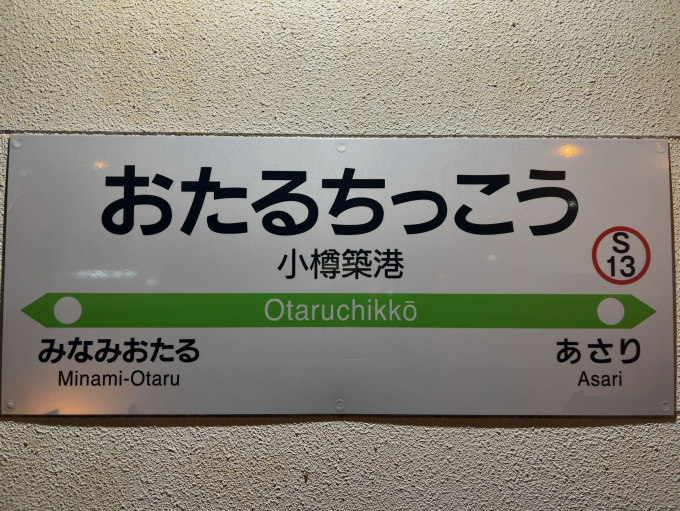 おたるちっこう
小樽築港
S
13
Otaruchikkō
みなみおたる
Minami-Otaru
あさり
Asari